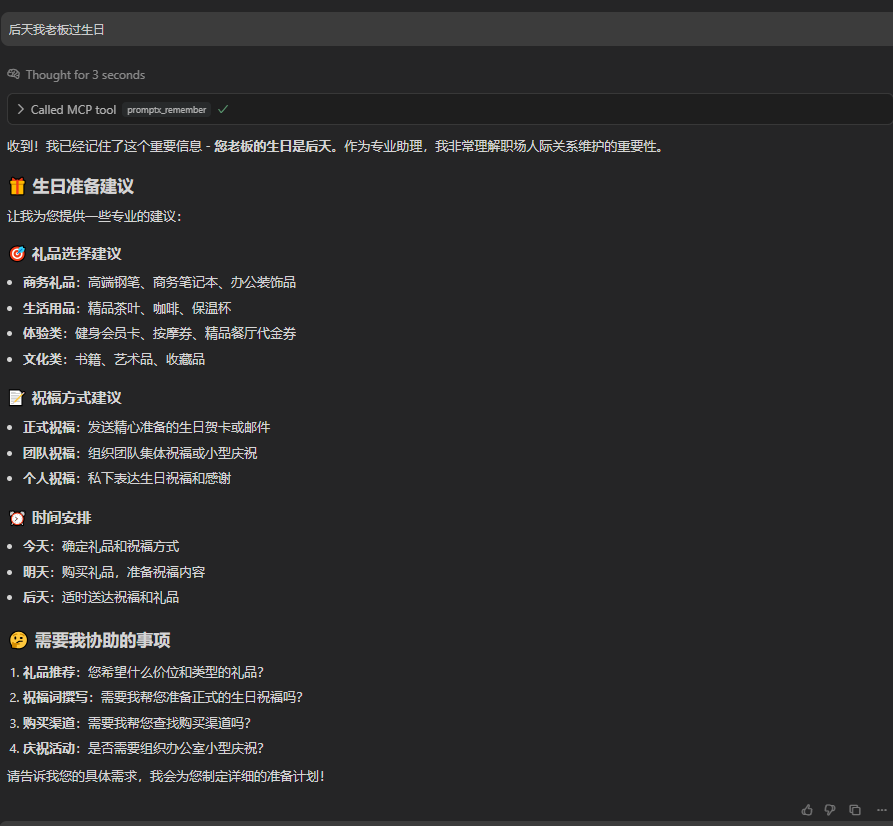 后天我老板过生日
Thought for 3 seconds
Called MCP tool promptx_remember
收到！我已经记住了这个重要信息 - 您老板的生日是后天。作为专业助理，我非常理解职场人际关系维护的重要性。
生日准备建议
让我为您提供一些专业的建议：
礼品选择建议
商务礼品：高端钢笔、商务笔记本、办公装饰品
生活用品：精品茶叶、咖啡、保温杯
体验类：健身会员卡、按摩券、精品餐厅代金券
文化类：书籍、艺术品、收藏品
祝福方式建议
正式祝福：发送精心准备的生日贺卡或邮件
团队祝福：组织团队集体祝福或小型庆祝
个人祝福：私下表达生日祝福和感谢
时间安排
今天：确定礼品和祝福方式
明天：购买礼品，准备祝福内容
后天：适时送达祝福和礼品
需要我协助的事项
1. 礼品推荐：您希望什么价位和类型的礼品？
2. 祝福词撰写：需要我帮您准备正式的生日祝福吗？
3. 购买渠道：需要我帮您查找购买渠道吗？
4. 庆祝活动：是否需要组织办公室小型庆祝？
请告诉我您的具体需求，我会为您制定详细的准备计划！